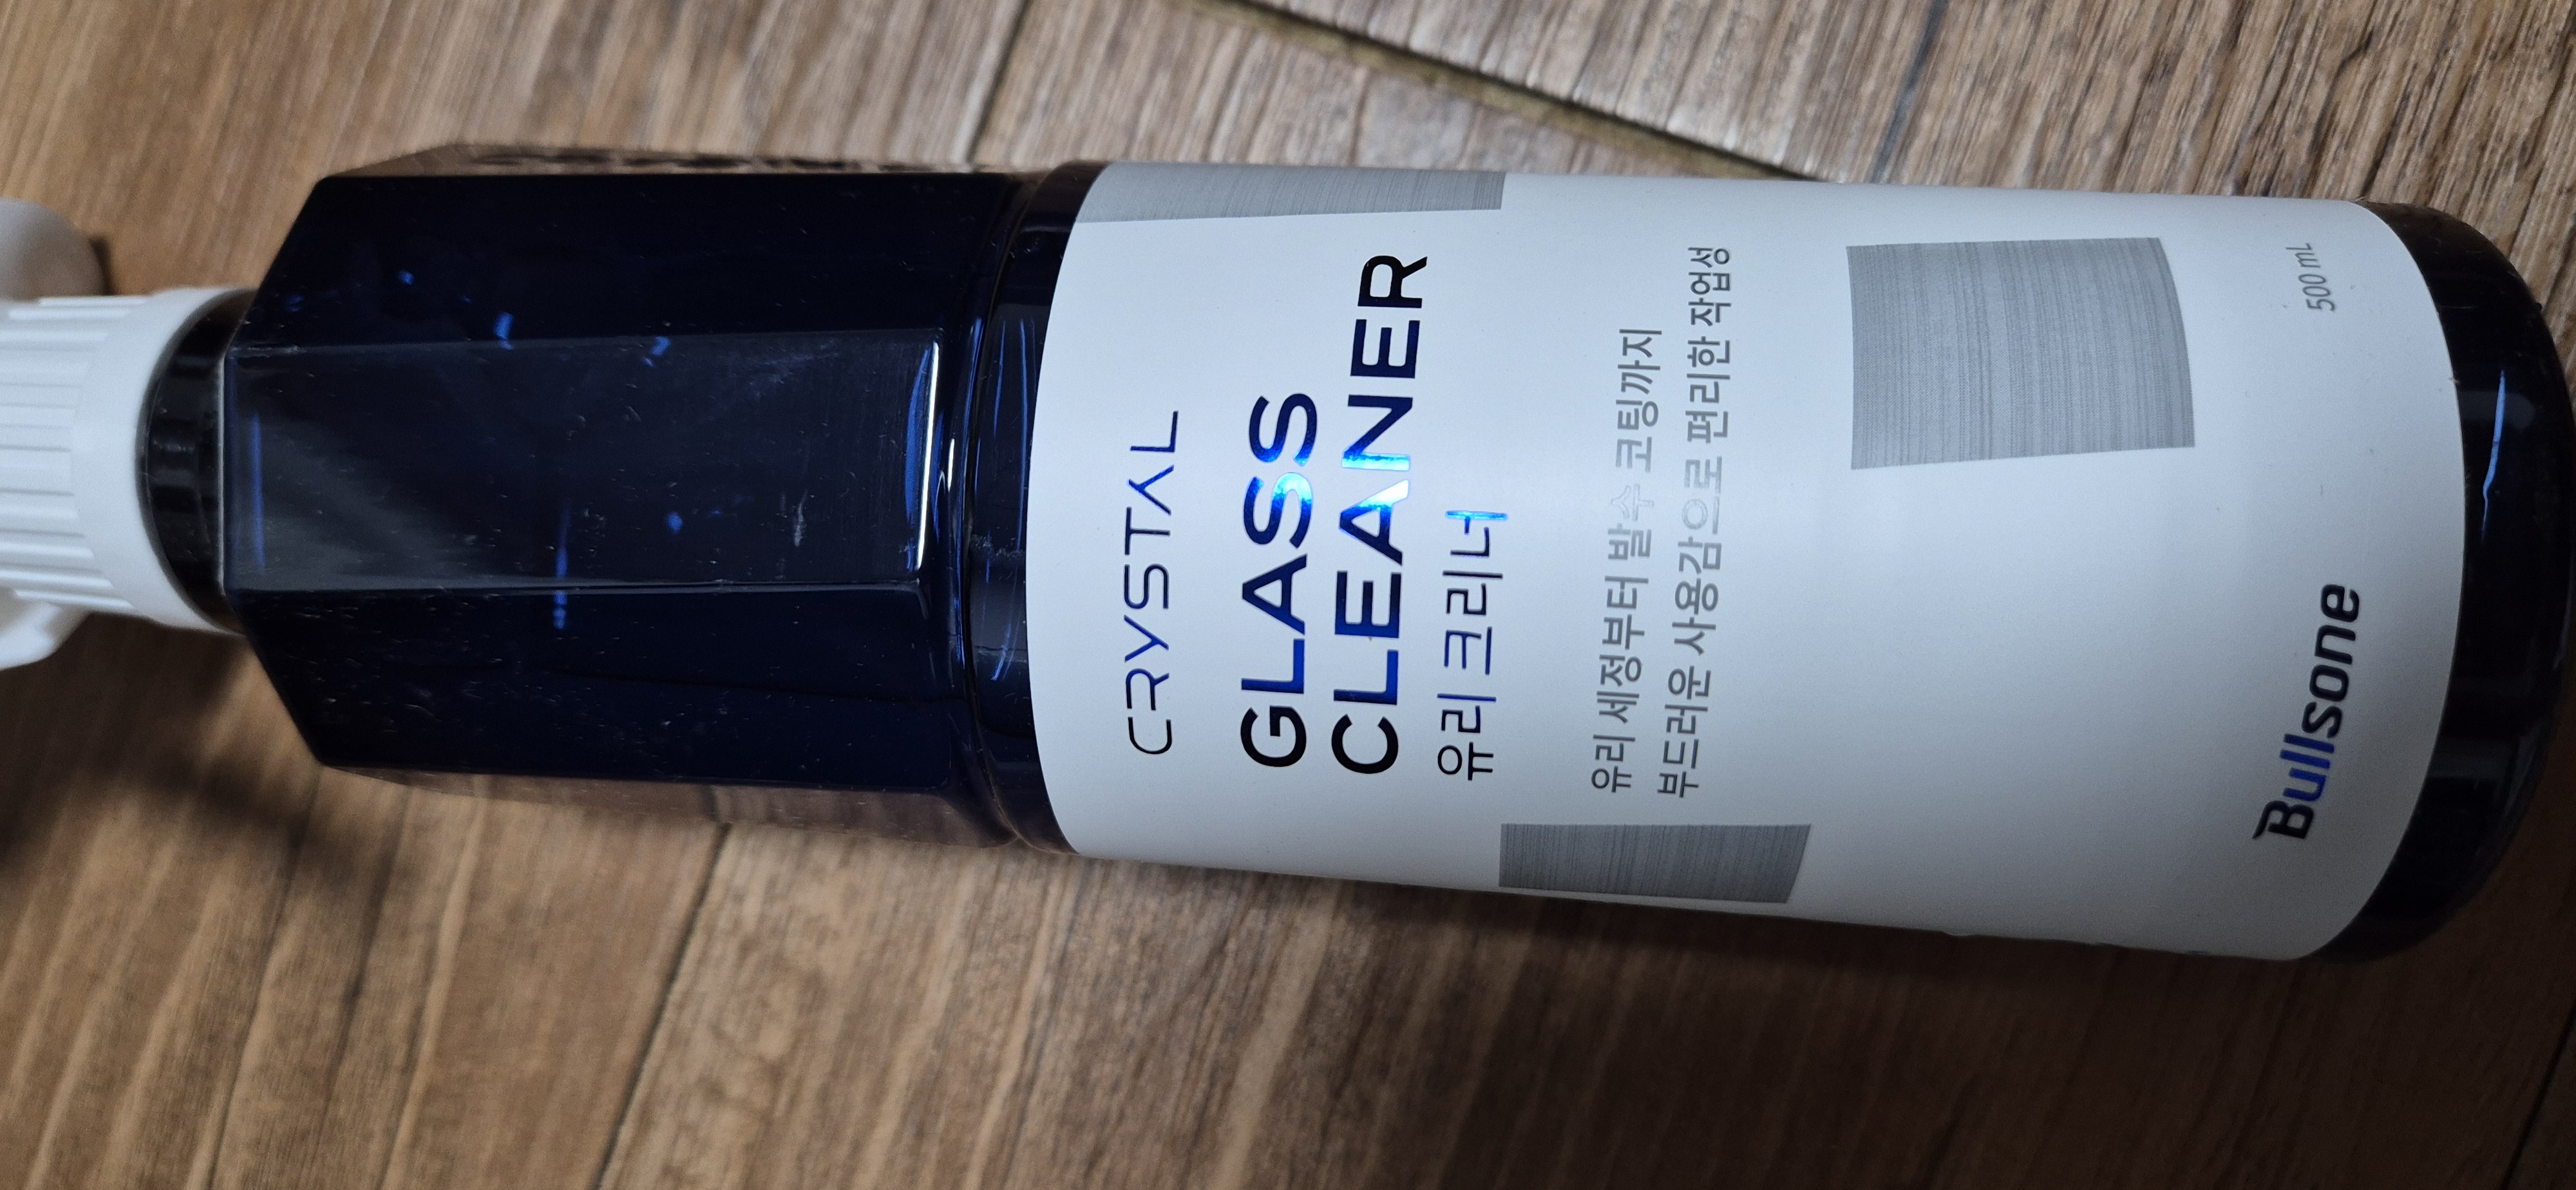 CRYSTAL
GLASS
CLEANER
유리 크리너
유리 세정부터 발수 코팅까지
부드러운 사용감으로 편리한 작업성
Bullsone
500 mL